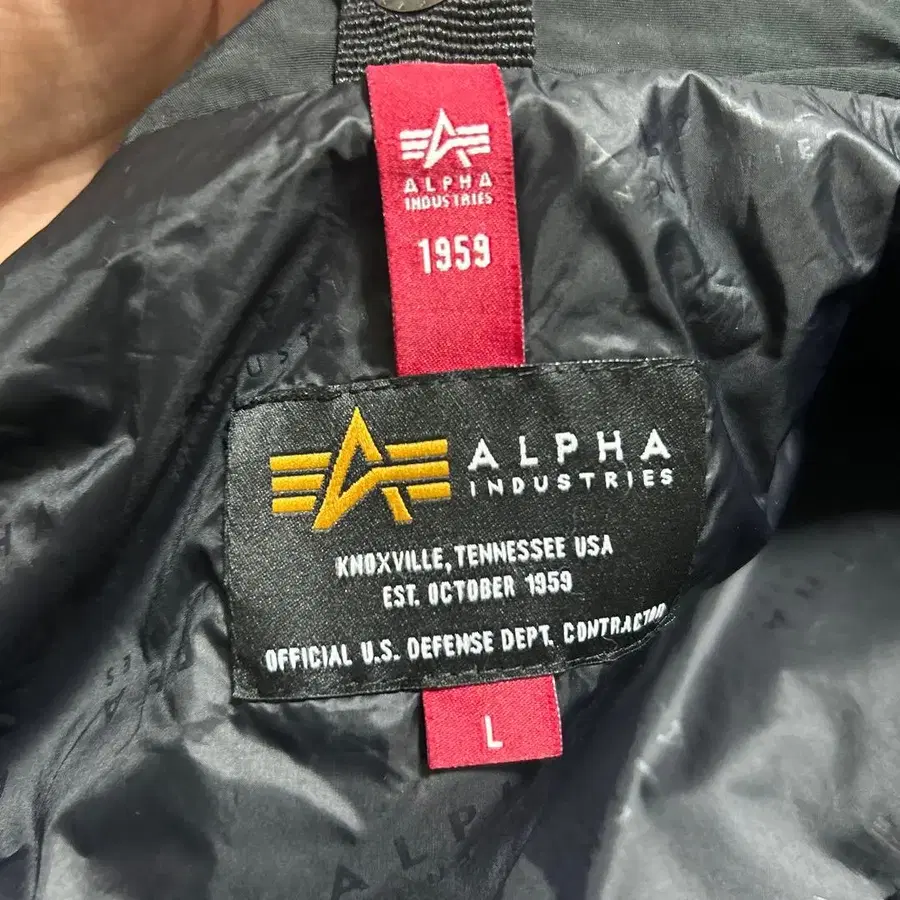 ALPHA
INDUSTRIES
1959
ALPHA
INDUSTRIES
KNOXVILLE, TENNESSEE USA
EST. OCTOBER 1959
OFFICIAL U.S. DEFENSE DEPT. CONTRACTOR
L